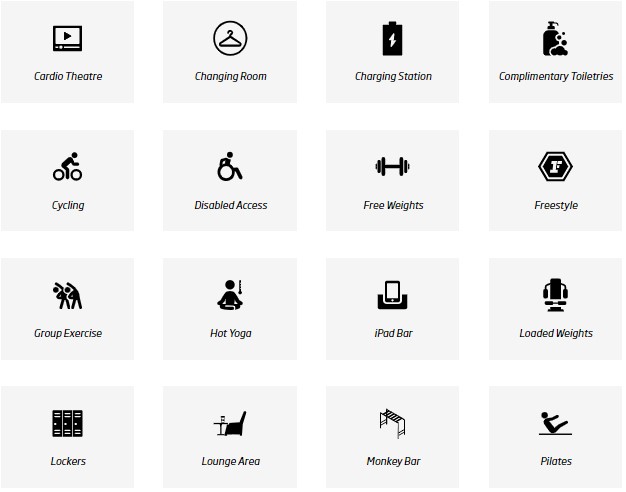 Cardio Theatre
Changing Room
Charging Station
Complimentary Toiletries
Cycling
Disabled Access
Free Weights
F
Freestyle
Group Exercise
Hot Yoga
iPad Bar
Loaded Weights
Lockers
Lounge Area
Monkey Bar
Pilates